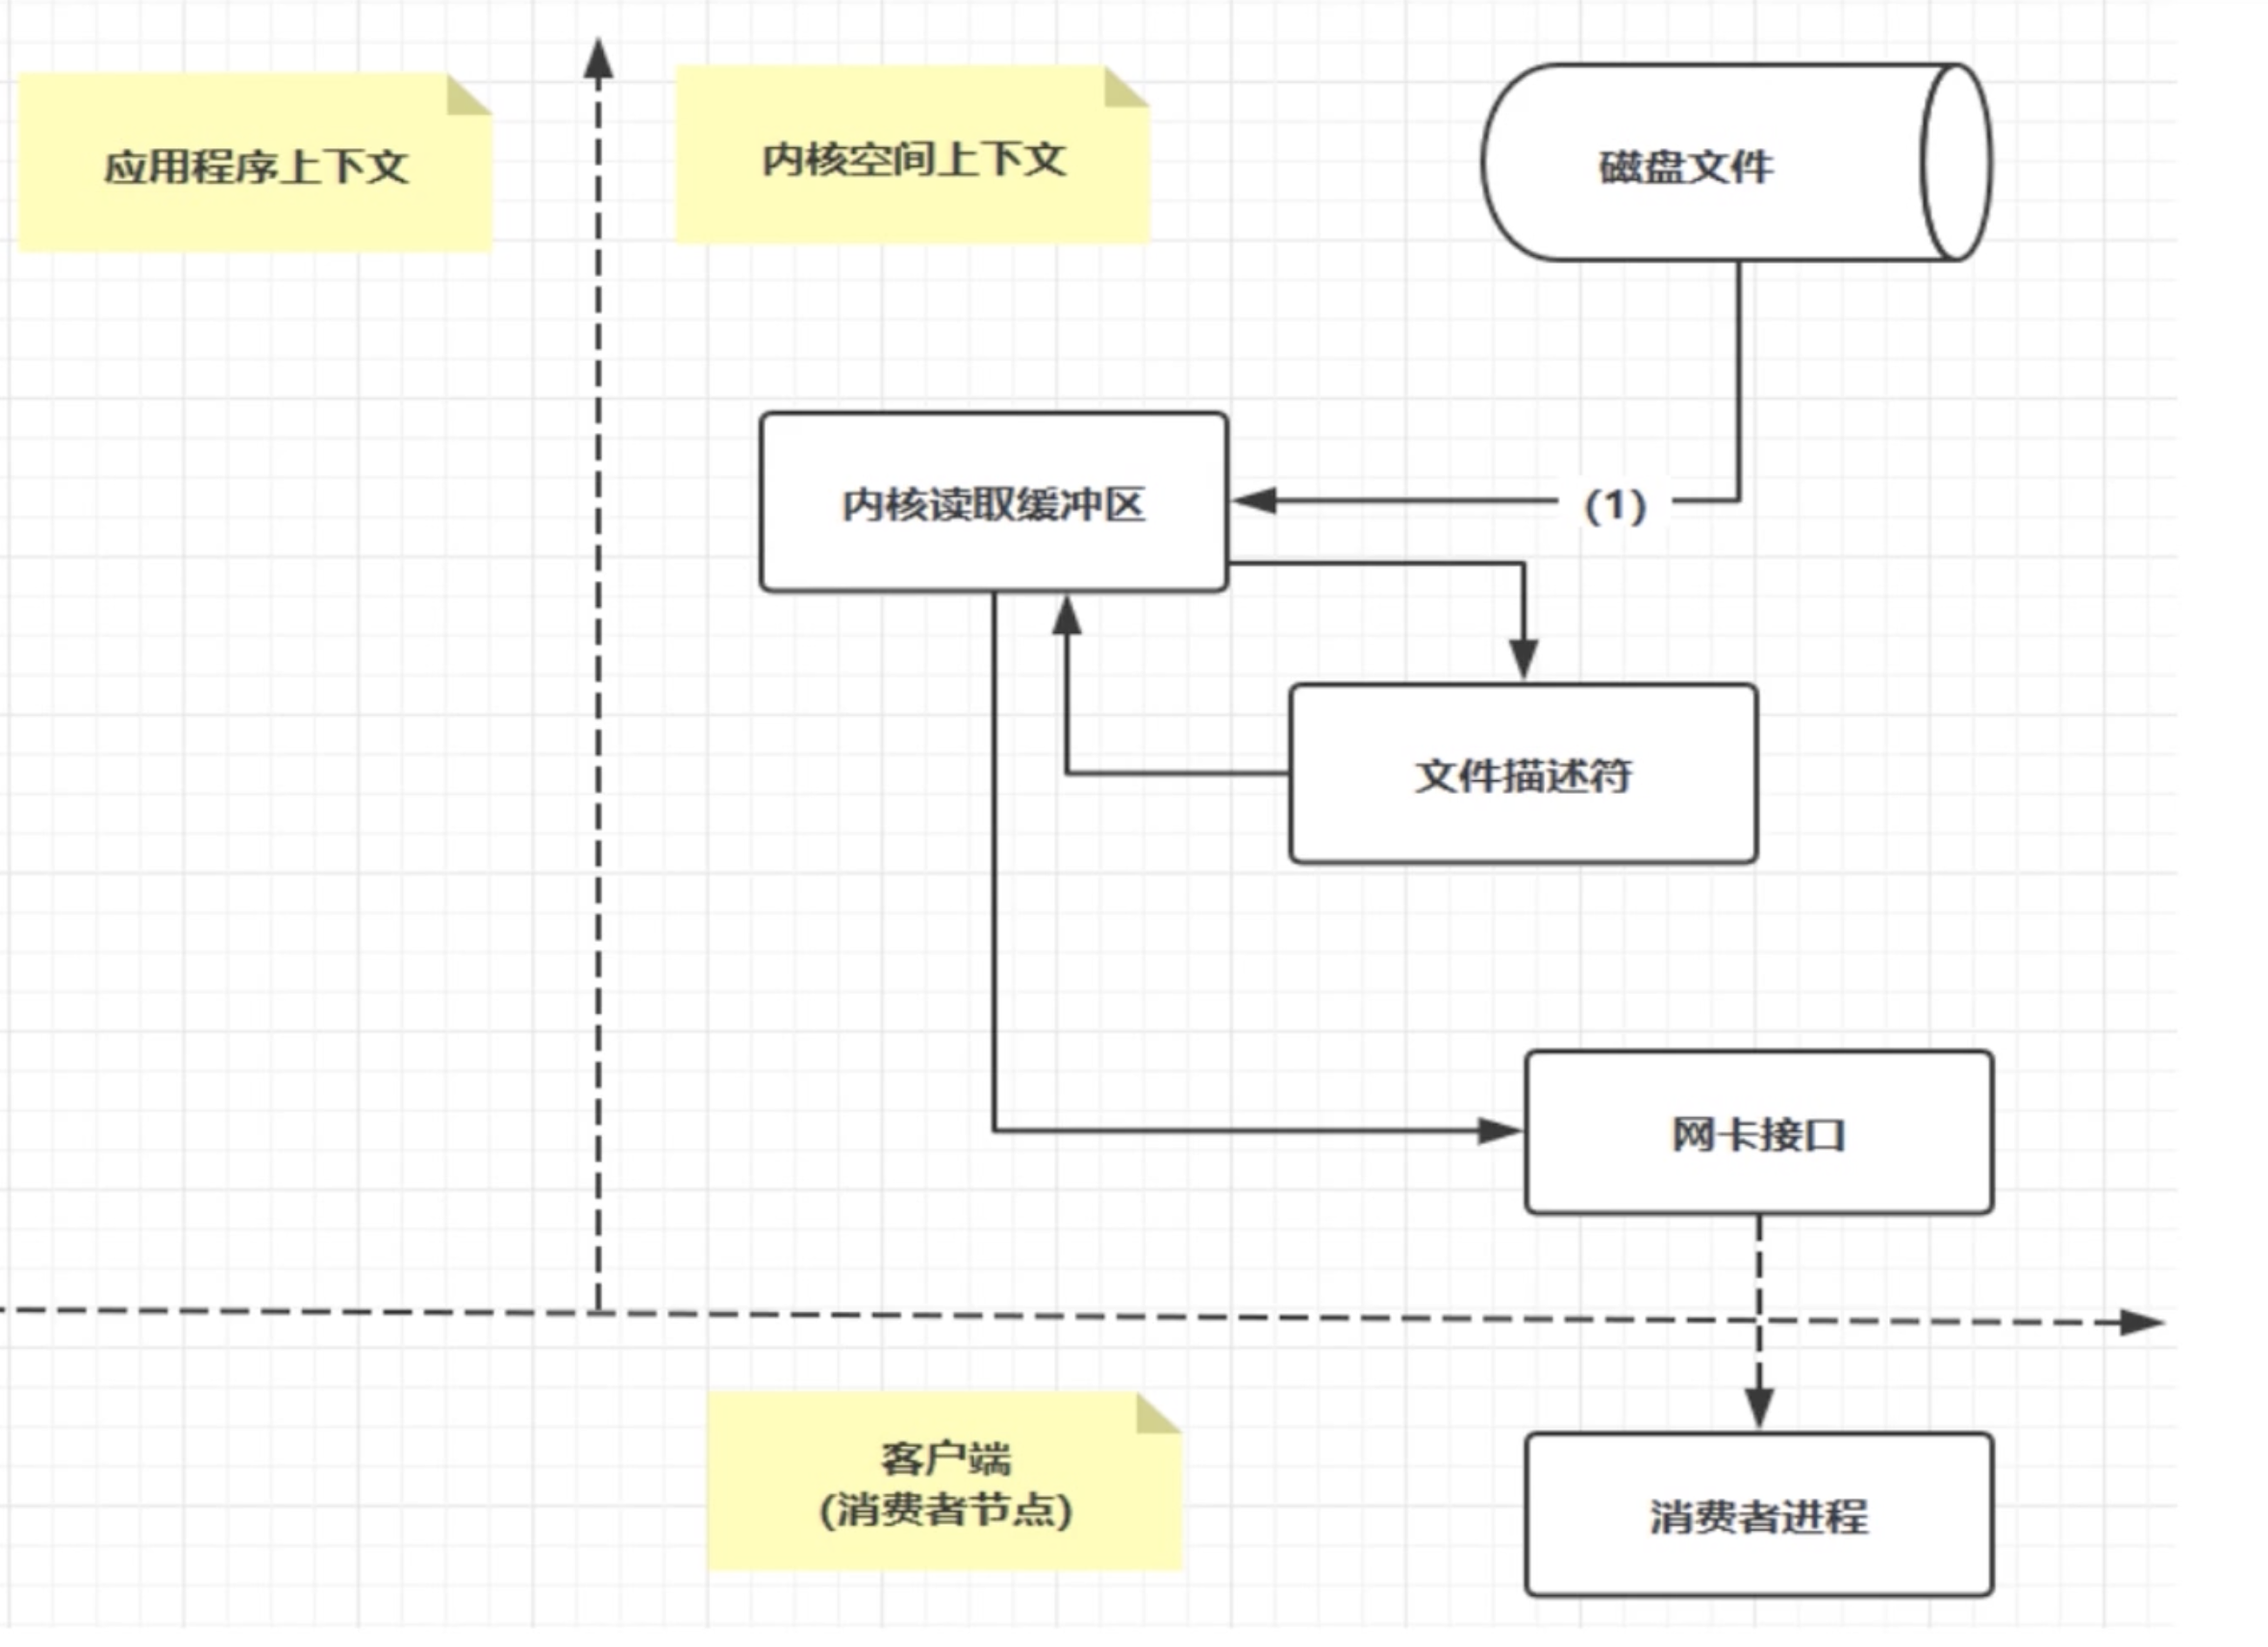 应用程序上下文
内核空间上下文
磁盘文件
内核读取缓冲区
(1)
文件描述符
网卡接口
客户端
(消费者节点)
消费者进程